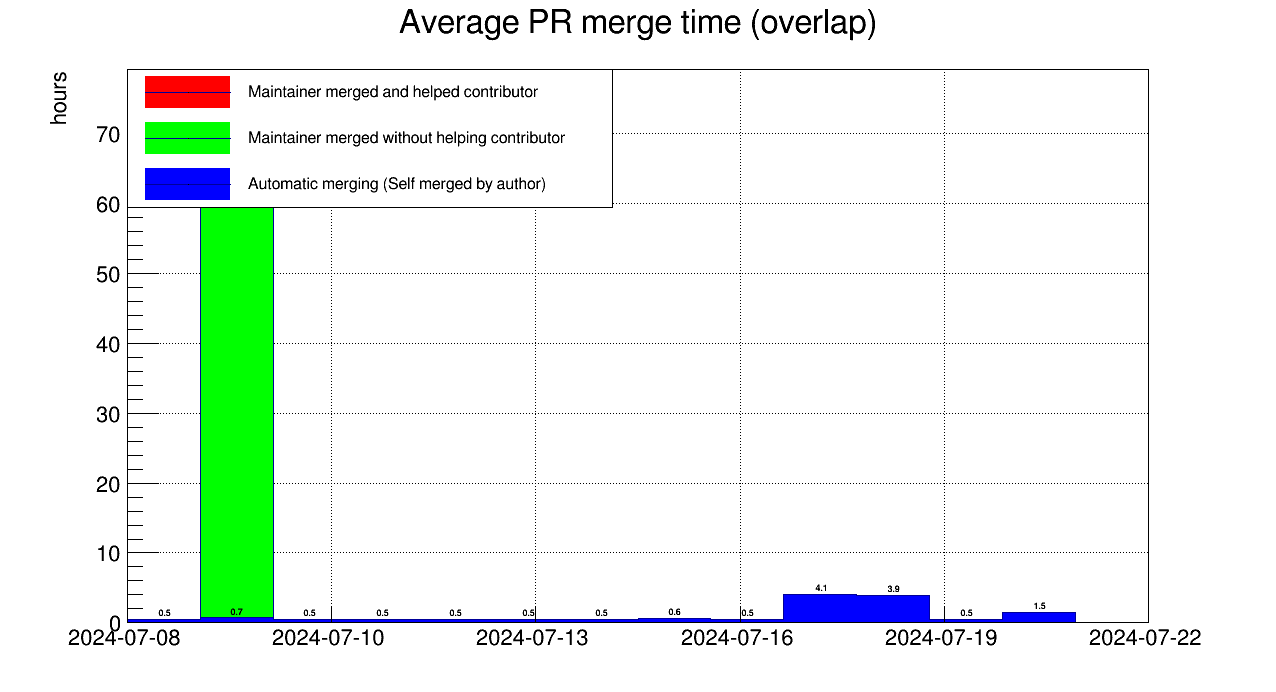 Average PR merge time (overlap)
hours
Maintainer merged and helped contributor
Maintainer merged without helping contributor
Automatic merging (Self merged by author)
70
60
50
40
30
20
10
0
0.5 0.7 0.5 0.5 0.5 0.5 0.5 0.6 0.5 4.1 3.9 0.5 1.5
2024-07-08 2024-07-10 2024-07-13 2024-07-16 2024-07-19 2024-07-22